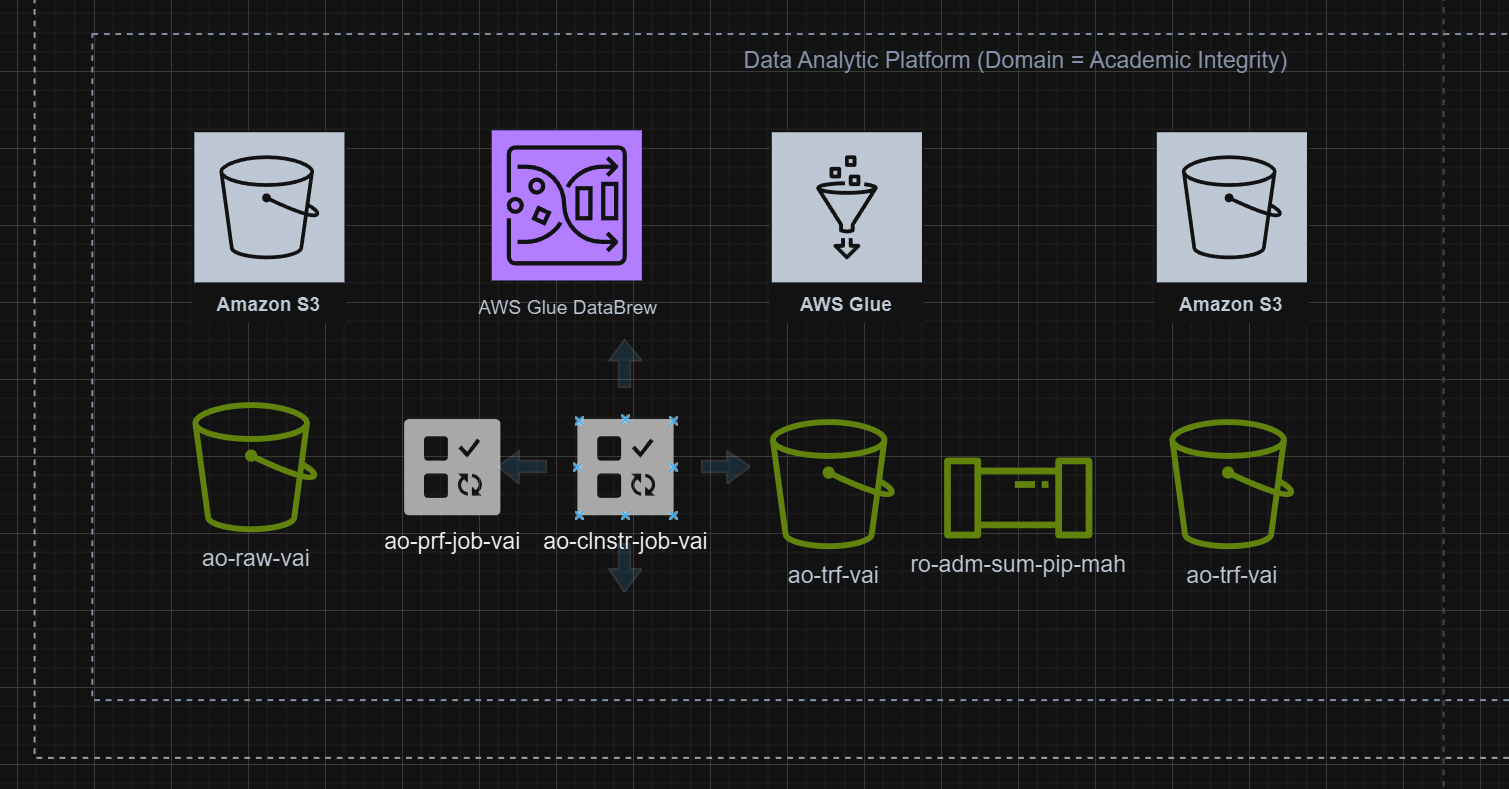 Data Analytic Platform (Domain = Academic Integrity)
Amazon S3
AWS Glue DataBrew
AWS Glue
Amazon S3
ao-raw-vai
ao-prf-job-vai
ao-clnstr-job-vai
ao-trf-vai
ro-adm-sum-pip-mah
ao-trf-vai